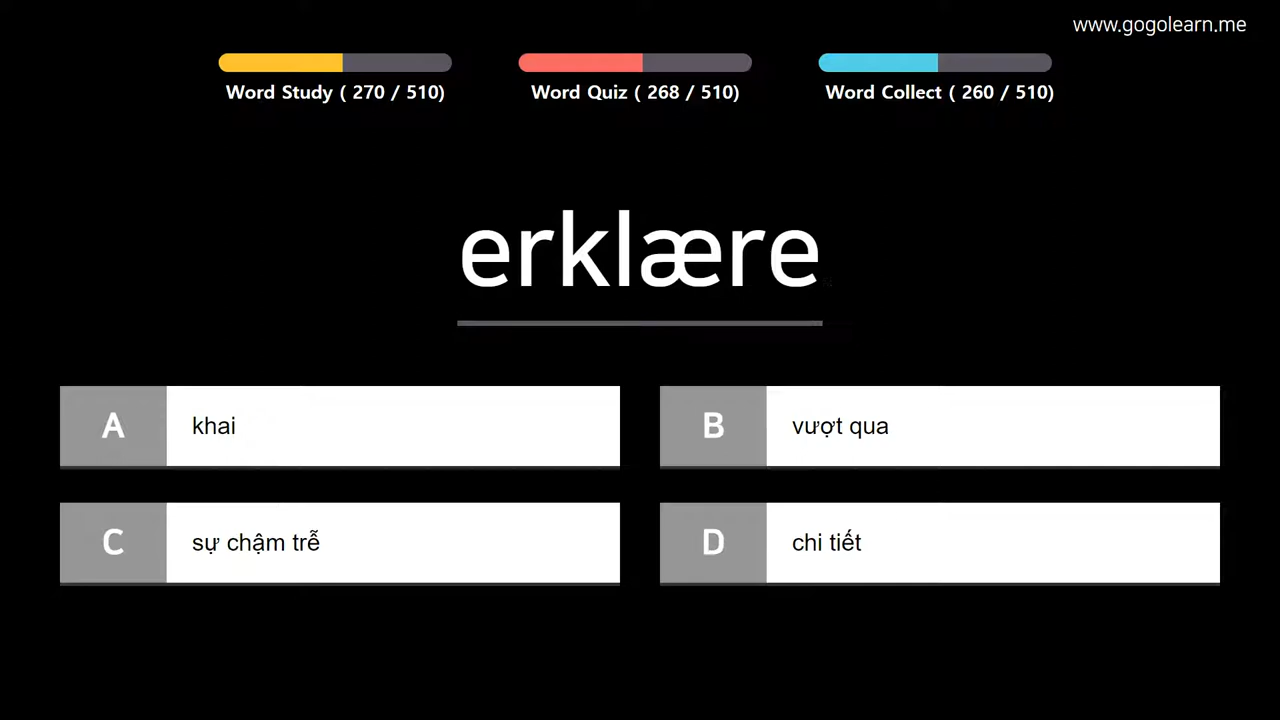 www.gogolearn.me
Word Study ( 270 / 510)
Word Quiz ( 268 / 510)
Word Collect ( 260 / 510)
erklære
A khai
B vượt qua
C sự chậm trễ
D chi tiết